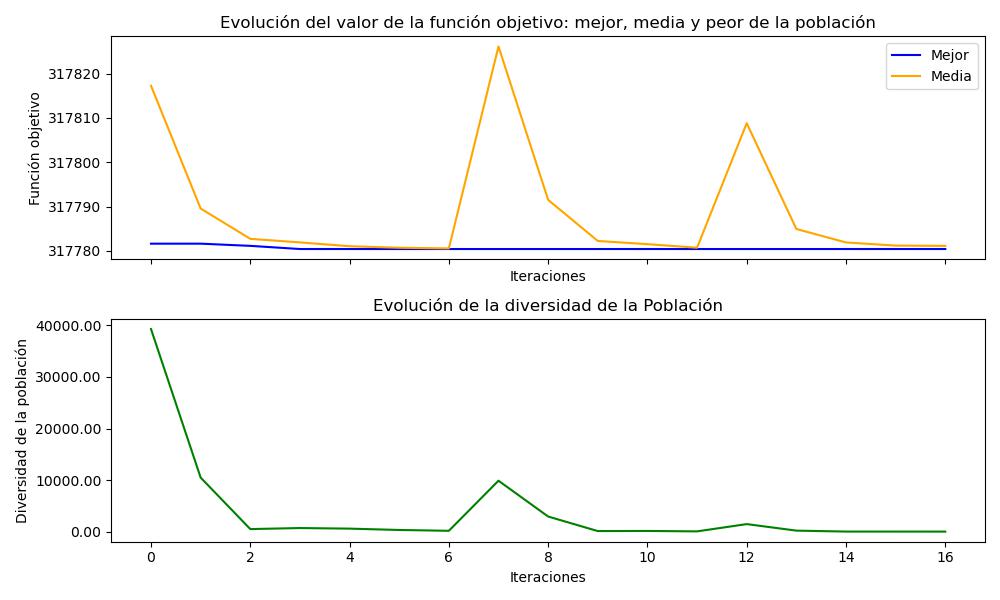 Evolución del valor de la función objetivo: mejor, media y peor de la población
Función objetivo
317820
317810
317800
317790
317780
Mejor
Media
Iteraciones
Evolución de la diversidad de la Población
Diversidad de la población
40000.00
30000.00
20000.00
10000.00
0.00
0 2 4 6 8 10 12 14 16
Iteraciones